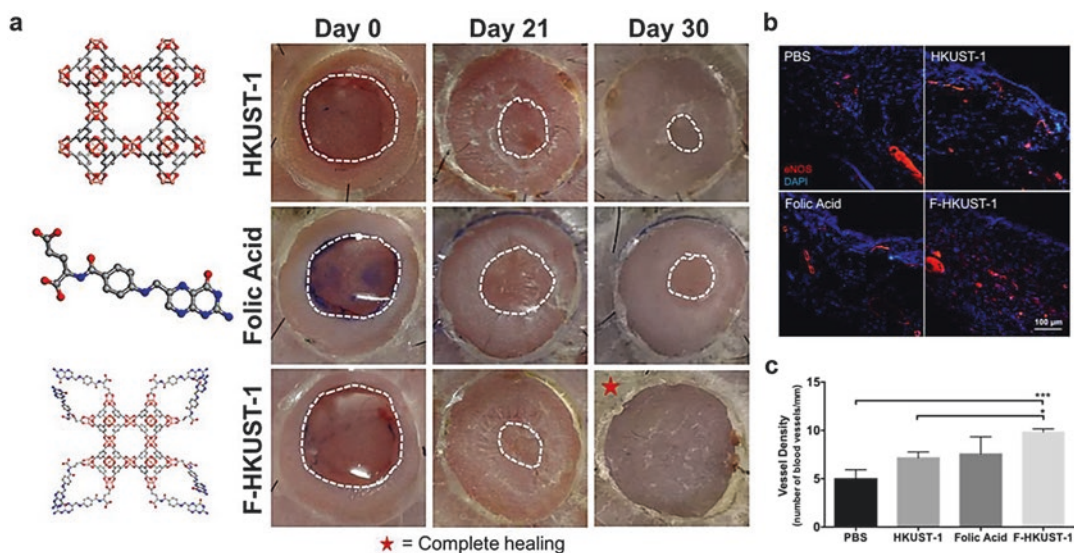 a
Day 0
Day 21
Day 30
HKUST-1
Folic Acid
F-HKUST-1
★ = Complete healing
b
PBS
HKUST-1
eNOS
DAPI
Folic Acid
F-HKUST-1
100 µm
c
Vessel Density
(number of blood vessels/mm)
15
10
5
0
***
*
PBS
HKUST-1
Folic Acid
F-HKUST-1